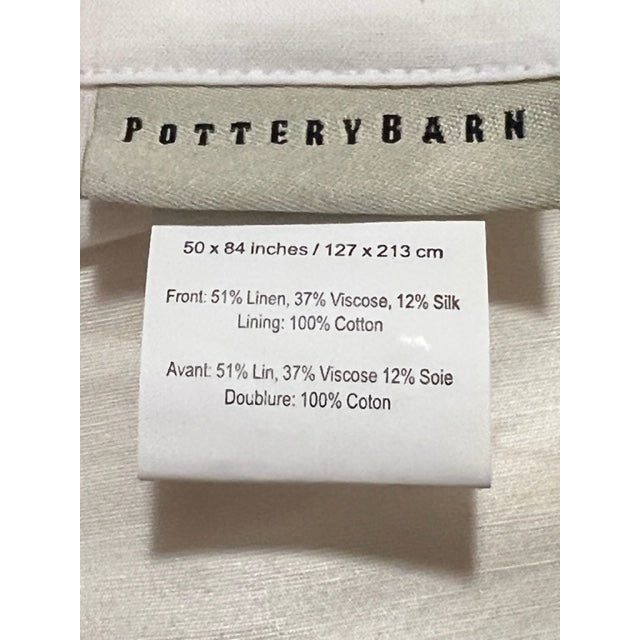 POTTERYBARN
50 x 84 inches / 127 x 213 cm
Front: 51% Linen, 37% Viscose, 12% Silk
Lining: 100% Cotton
Avant: 51% Lin, 37% Viscose 12% Soie
Doublure: 100% Coton